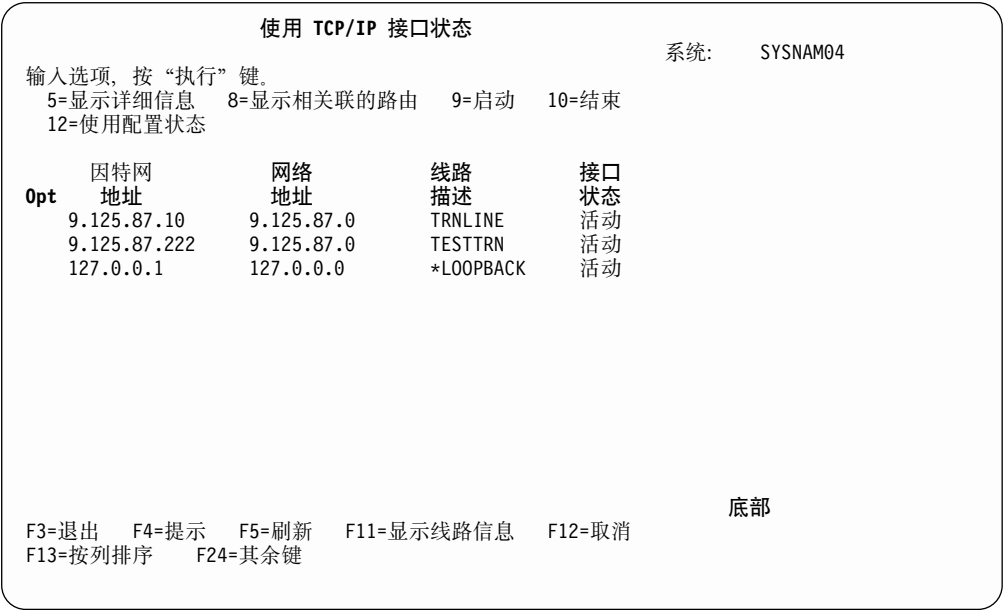 使用 TCP/IP 接口状态
系统: SYSNAM04
输入选项，按“执行”键。
5=显示详细信息 8=显示相关联的路由 9=启动 10=结束
12=使用配置状态
因特网 网络 线路 接口
Opt 地址 地址 描述 状态
9.125.87.10 9.125.87.0 TRNLINE 活动
9.125.87.222 9.125.87.0 TESTTRN 活动
127.0.0.1 127.0.0.0 *LOOPBACK 活动
底部
F3=退出 F4=提示 F5=刷新 F11=显示线路信息 F12=取消
F13=按列排序 F24=其余键